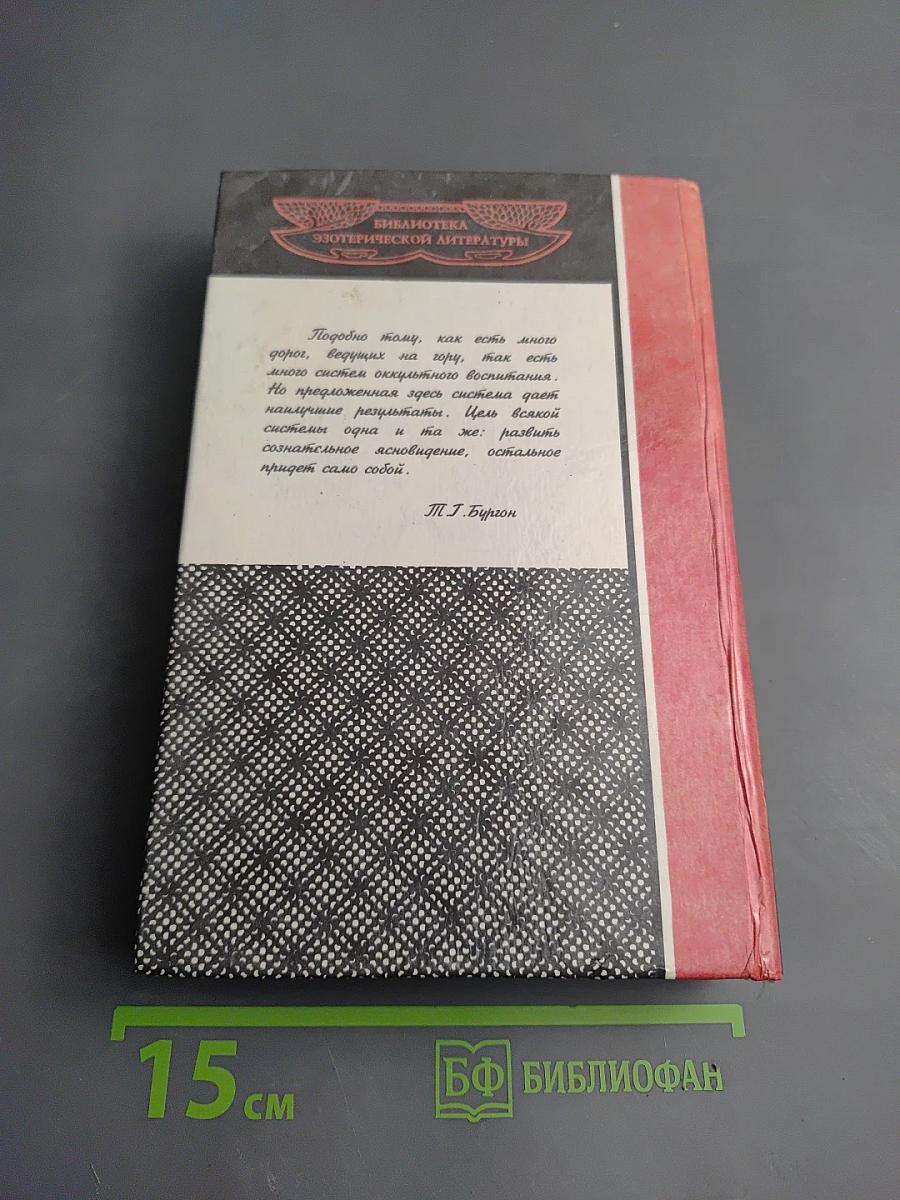 БИБЛИОТЕКА
ЭЗОТЕРИЧЕСКОЙ ЛИТЕРАТУРЫ
Подобно тому, как есть много
дорог, ведущих на гору, так есть
много систем оккультного воспитания.
Но предложенная здесь система дает
наилучшие результаты. Цель всякой
системы одна и та же: развить
сознательное ясновидение, остальное
придет само собой.
Т.Г.Бургон
15 см
БФ БИБЛИОФАН